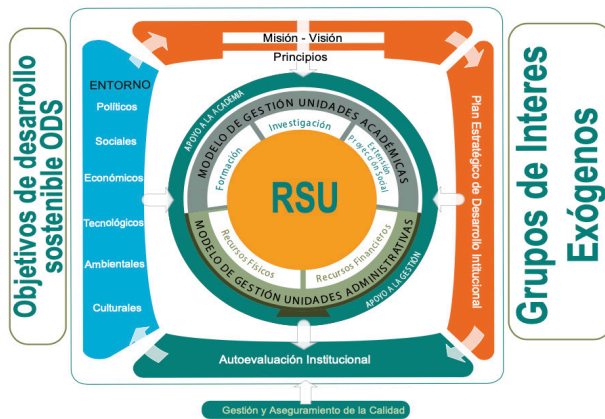 Objetivos de desarrollo
sostenible ODS
Misión - Visión
Principios
ENTORNO
Políticos
Sociales
Económicos
Tecnológicos
Ambientales
Culturales
APOYO A LA ACADEMIA
MODELO DE GESTIÓN UNIDADES ACADÉMICAS
Formación
Investigación
Extensión
Proyección Social
RSU
Recursos Físicos
Recursos Financieros
MODELO DE GESTIÓN UNIDADES ADMINISTRATIVAS
APOYO A LA GESTIÓN
Plan Estratégico de Desarrollo Intitucional
Autoevaluación Institucional
Gestión y Aseguramiento de la Calidad
Grupos de Interes
Exógenos